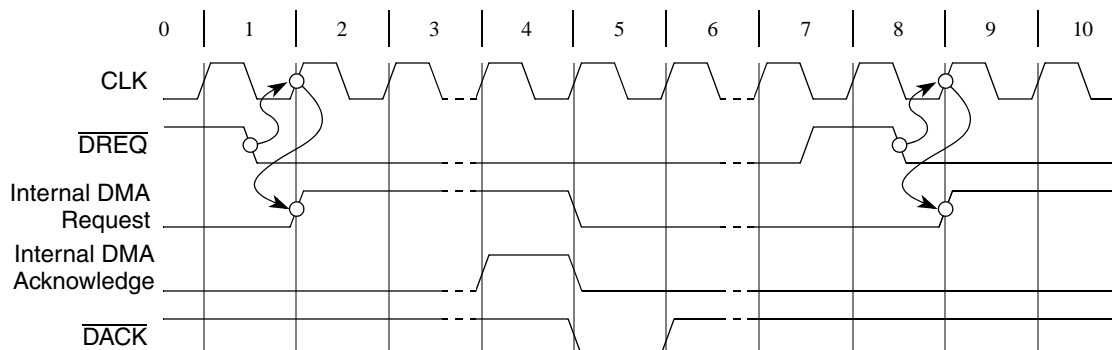 0 1 2 3 4 5 6 7 8 9 10
CLK
DREQ
Internal DMA
Request
Internal DMA
Acknowledge
DACK